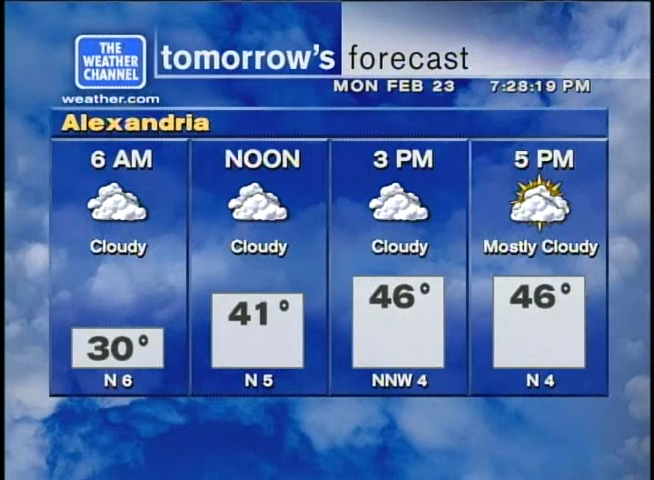 THE
WEATHER
CHANNEL
tomorrow's forecast
weather.com
MON FEB 23 7:28:19 PM
Alexandria
6 AM NOON 3 PM 5 PM
Cloudy Cloudy Cloudy Mostly Cloudy
30° 41° 46° 46°
N 6 N 5 NNW 4 N 4